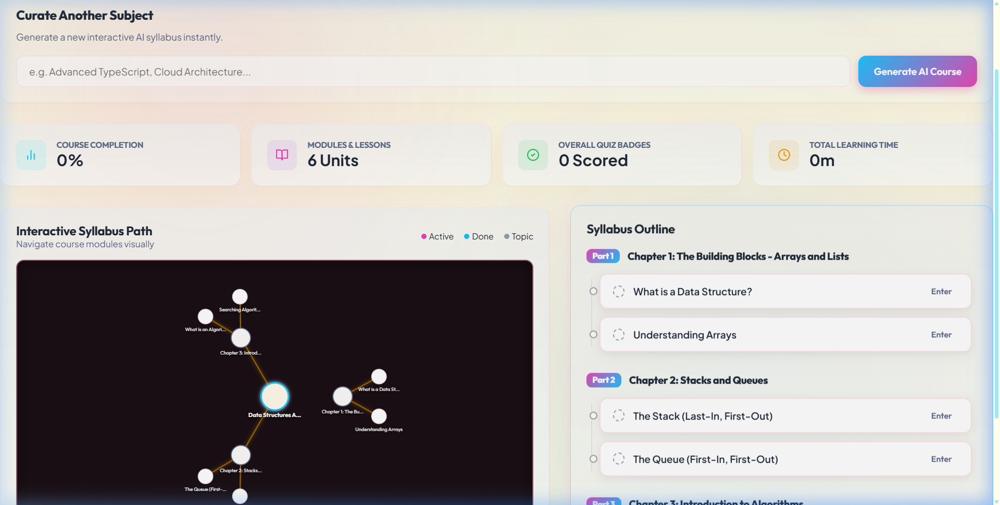 Curate Another Subject
Generate a new interactive AI syllabus instantly.
e.g. Advanced TypeScript, Cloud Architecture...
Generate AI Course
COURSE COMPLETION
0%
MODULES & LESSONS
6 Units
OVERALL QUIZ BADGES
0 Scored
TOTAL LEARNING TIME
0m
Interactive Syllabus Path
Navigate course modules visually
Active
Done
Topic
Searching Algorit...
What is an Algori...
Chapter 3: Introd...
What is a Data St...
Chapter 1: The Bu...
Data Structures A...
Understanding Arrays
Chapter 2: Stacks...
The Queue (First-...
Syllabus Outline
Part 1
Chapter 1: The Building Blocks - Arrays and Lists
What is a Data Structure?
Enter
Understanding Arrays
Enter
Part 2
Chapter 2: Stacks and Queues
The Stack (Last-In, First-Out)
Enter
The Queue (First-In, First-Out)
Enter
Part 3
Chapter 3: Introduction to Algorithms